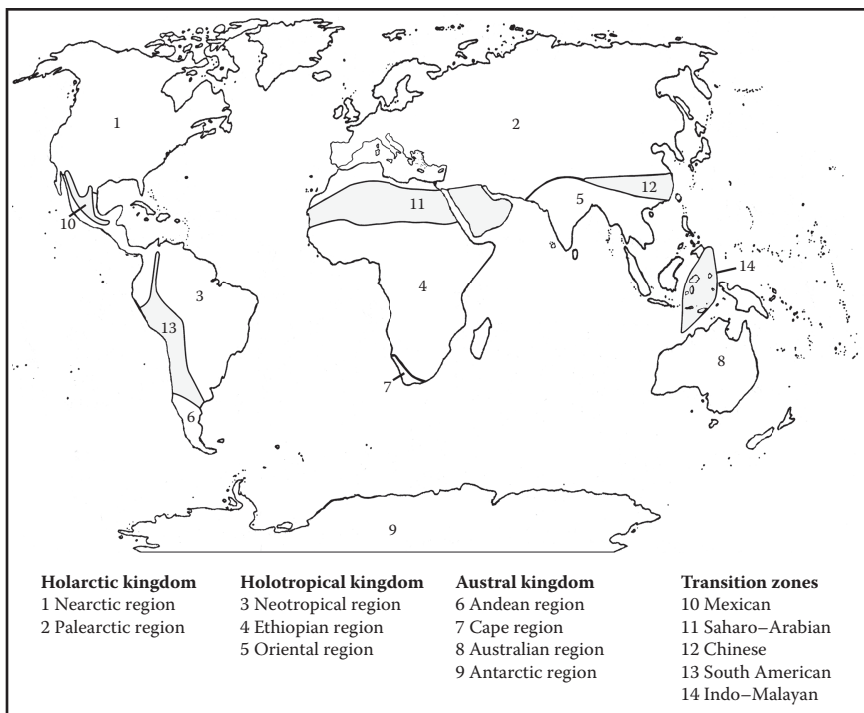 1
2
10
11
12
5
14
3
4
13
8
7
6
9
Holarctic kingdom
1 Nearctic region
2 Palearctic region
Holotropical kingdom
3 Neotropical region
4 Ethiopian region
5 Oriental region
Austral kingdom
6 Andean region
7 Cape region
8 Australian region
9 Antarctic region
Transition zones
10 Mexican
11 Saharo–Arabian
12 Chinese
13 South American
14 Indo–Malayan